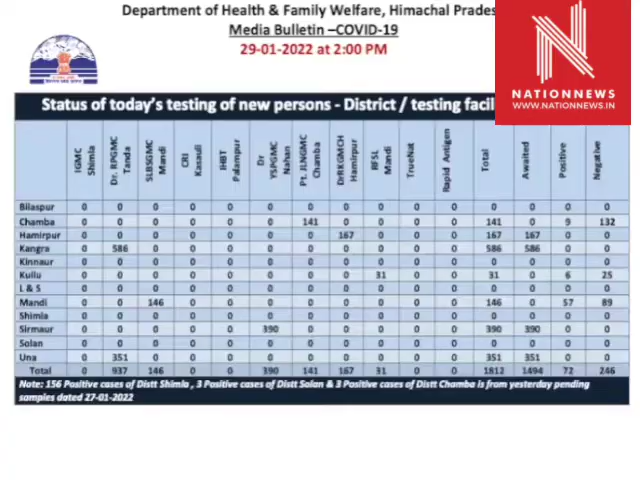 Department of Health & Family Welfare, Himachal Prades
Media Bulletin –COVID-19
29-01-2022 at 2:00 PM
NATIONNEWS
WWW.NATIONNEWS.IN
Status of today's testing of new persons - District / testing facil
IGMC Shimla Dr. RPGMC Tanda SLBSGMC Mandi CRI Kasauli IHBT Palampur Dr YSPGMC Nahan Pt. JLNGMC Chamba DrRKGMCH Hamirpur RFSL Mandi TrueNat Rapid Antigen Total Awaited Positive Negative
Bilaspur 0 0 0 0 0 0 0 0 0 0 0 0 0 0 0
Chamba 0 0 0 0 0 0 141 0 0 0 0 141 0 9 132
Hamirpur 0 0 0 0 0 0 0 167 0 0 0 167 167 0 0
Kangra 0 586 0 0 0 0 0 0 0 0 0 586 586 0 0
Kinnaur 0 0 0 0 0 0 0 0 0 0 0 0 0 0 0
Kullu 0 0 0 0 0 0 0 0 31 0 0 31 0 6 25
L & S 0 0 0 0 0 0 0 0 0 0 0 0 0 0 0
Mandi 0 0 146 0 0 0 0 0 0 0 0 146 0 57 89
Shimla 0 0 0 0 0 0 0 0 0 0 0 0 0 0 0
Sirmaur 0 0 0 0 0 390 0 0 0 0 0 390 390 0 0
Solan 0 0 0 0 0 0 0 0 0 0 0 0 0 0 0
Una 0 351 0 0 0 0 0 0 0 0 0 351 351 0 0
Total 0 937 146 0 0 390 141 167 31 0 0 1812 1494 72 246
Note: 156 Positive cases of Distt Shimla , 3 Positive cases of Distt Solan & 3 Positive cases of Distt Chamba is from yesterday pending
samples dated 27-01-2022